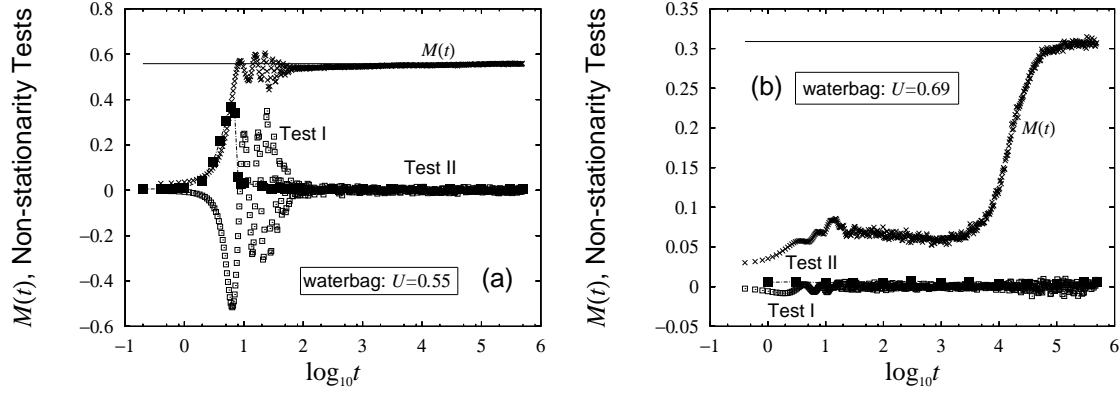 M(t), Non-stationarity Tests
0.8
0.6
0.4
0.2
0
−0.2
−0.4
−0.6
M(t)
Test I
Test II
waterbag: U=0.55
(a)
−1 0 1 2 3 4 5 6
log10t
M(t), Non-stationarity Tests
0.35
0.3
0.25
0.2
0.15
0.1
0.05
0
−0.05
(b)
waterbag: U=0.69
M(t)
Test II
Test I
−1 0 1 2 3 4 5 6
log10t